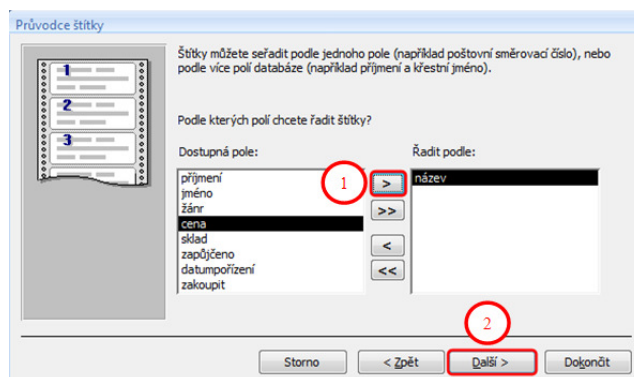 Průvodce štítky
Štítky můžete seřadit podle jednoho pole (například poštovní směrovací číslo), nebo
podle více polí databáze (například příjmení a křestní jméno).
1
2
3
Podle kterých polí chcete řadit štítky?
Dostupná pole:
Řadit podle:
příjmení
jméno
žánr
cena
sklad
zapůjčeno
datumpořízení
zakoupit
1
>
>>
<
<<
název
2
Storno
< Zpět
Další >
Dokončit